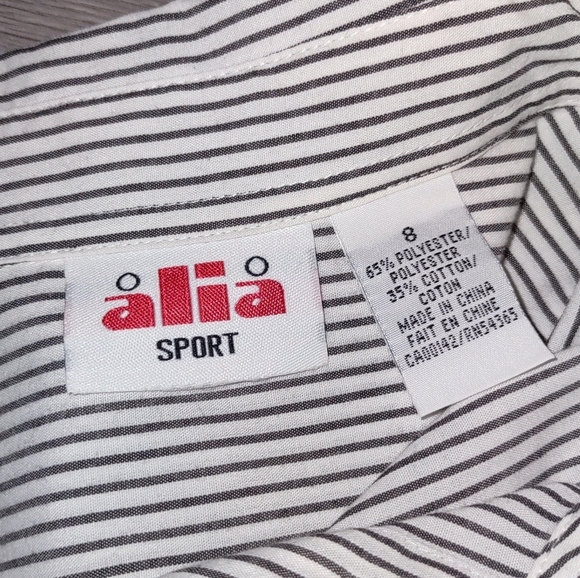 alia
SPORT
8
65% POLYESTER/
POLYESTER
35% COTTON/
COTON
MADE IN CHINA
FAIT EN CHINE
CA00142/RN54365